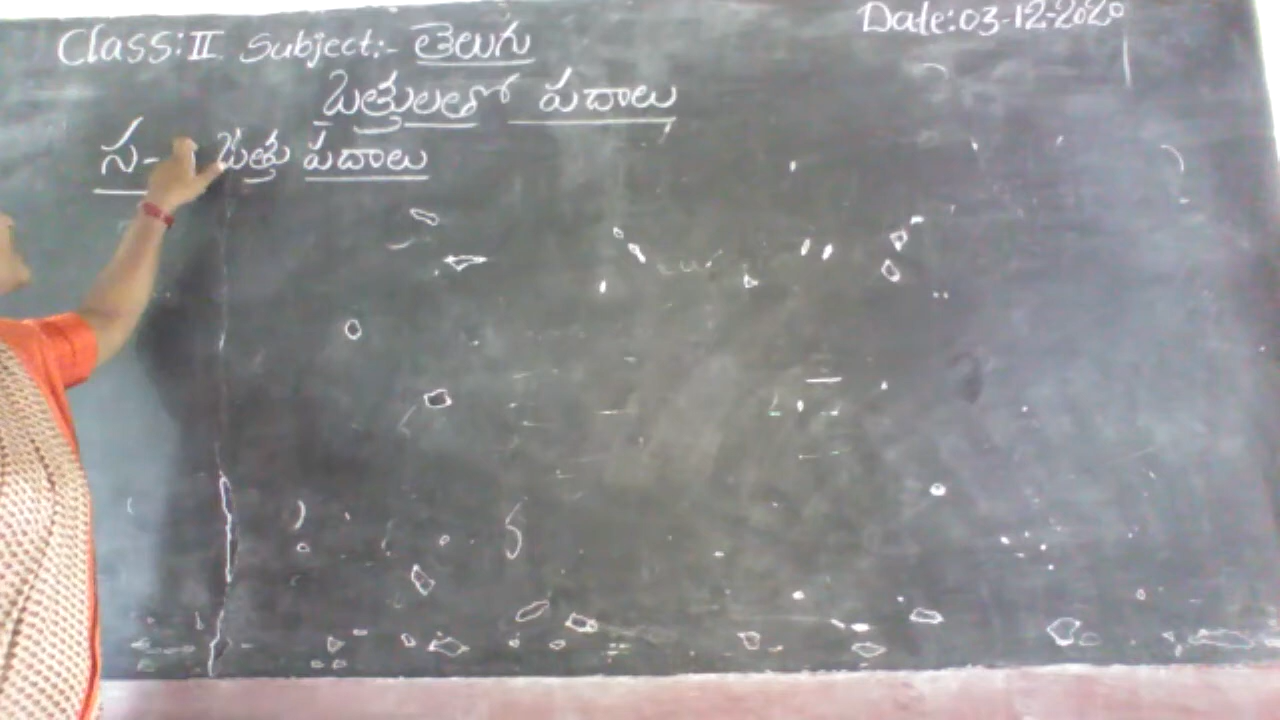 Class:II Subject:- తెలుగు
Date:03-12-2020
ఒత్తులతో పదాలు
స- ఒత్తు పదాలు